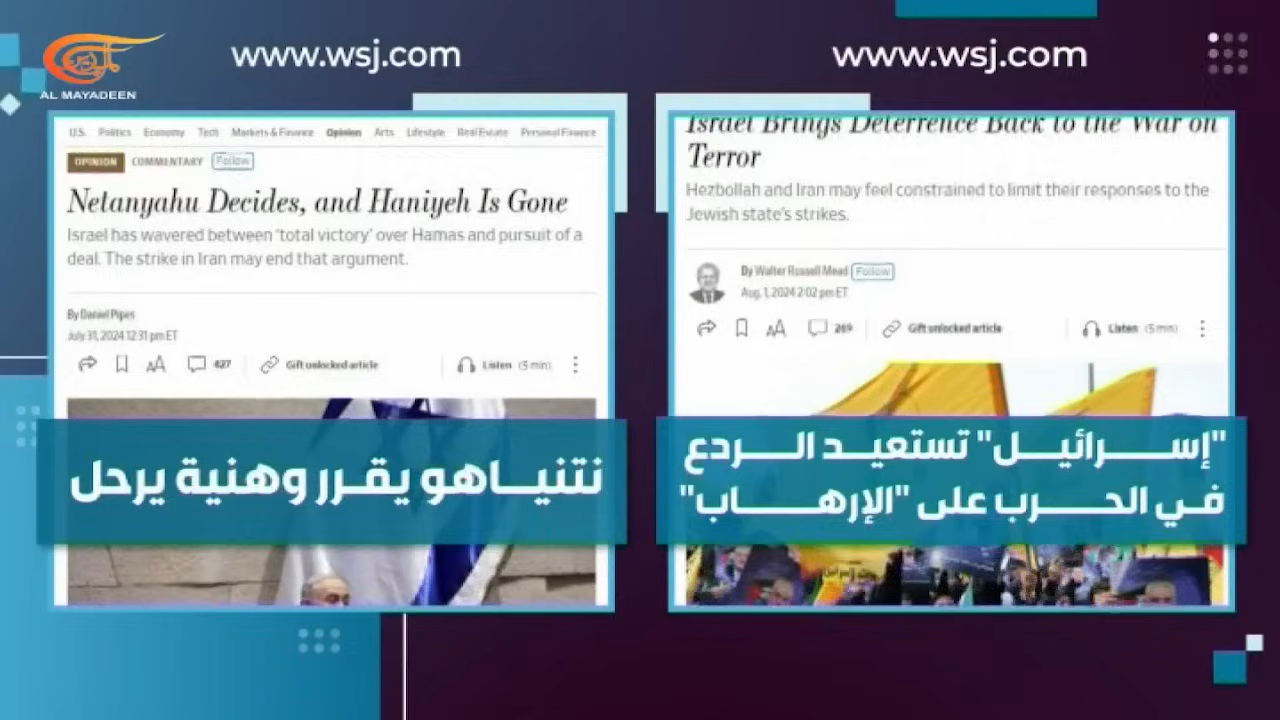 AL MAYADEEN
www.wsj.com
U.S. Politics Economy Tech Markets & Finance Opinion Arts Lifestyle Real Estate Personal Finance
OPINION COMMENTARY Follow
Netanyahu Decides, and Haniyeh Is Gone
Israel has wavered between 'total victory' over Hamas and pursuit of a
deal. The strike in Iran may end that argument.
By Daniel Pipes
July 31, 2024 12:31 pm ET
427 Gift unlocked article Listen (5 min)
نتنيـاهو يقـرر وهنية يرحل
www.wsj.com
Israel Brings Deterrence Back to the War on
Terror
Hezbollah and Iran may feel constrained to limit their responses to the
Jewish state's strikes.
By Walter Russell Mead Follow
Aug. 1, 2024 2:02 pm ET
269 Gift unlocked article Listen (5 min)
"إسـرائيـل" تستعيـد الـردع
فـي الحـرب على "الإرهـاب"